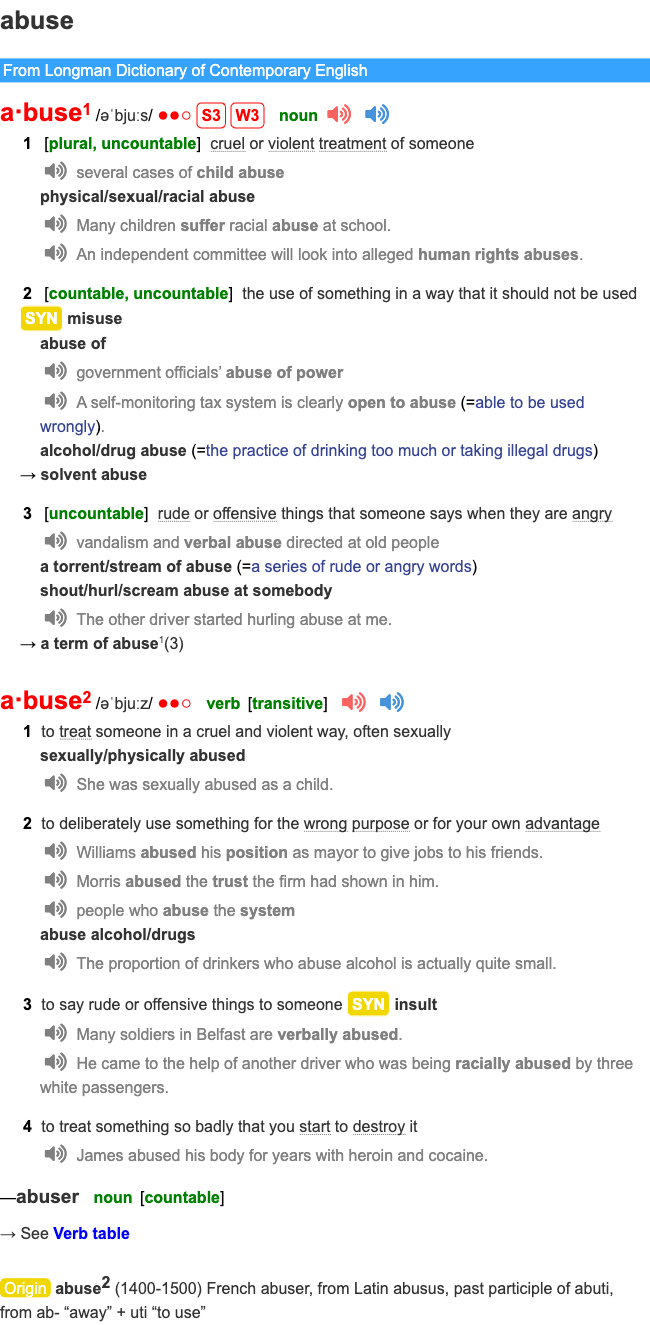 abuse
From Longman Dictionary of Contemporary English
a‧buse1 /əˈbjuːs/ ●●○ S3 W3 noun
1 [plural, uncountable] cruel or violent treatment of someone
several cases of child abuse
physical/sexual/racial abuse
Many children suffer racial abuse at school.
An independent committee will look into alleged human rights abuses.
2 [countable, uncountable] the use of something in a way that it should not be used
SYN misuse
abuse of
government officials’ abuse of power
A self-monitoring tax system is clearly open to abuse (=able to be used
wrongly).
alcohol/drug abuse (=the practice of drinking too much or taking illegal drugs)
→ solvent abuse
3 [uncountable] rude or offensive things that someone says when they are angry
vandalism and verbal abuse directed at old people
a torrent/stream of abuse (=a series of rude or angry words)
shout/hurl/scream abuse at somebody
The other driver started hurling abuse at me.
→ a term of abuse1(3)
a‧buse2 /əˈbjuːz/ ●●○ verb [transitive]
1 to treat someone in a cruel and violent way, often sexually
sexually/physically abused
She was sexually abused as a child.
2 to deliberately use something for the wrong purpose or for your own advantage
Williams abused his position as mayor to give jobs to his friends.
Morris abused the trust the firm had shown in him.
people who abuse the system
abuse alcohol/drugs
The proportion of drinkers who abuse alcohol is actually quite small.
3 to say rude or offensive things to someone SYN insult
Many soldiers in Belfast are verbally abused.
He came to the help of another driver who was being racially abused by three
white passengers.
4 to treat something so badly that you start to destroy it
James abused his body for years with heroin and cocaine.
—abuser noun [countable]
→ See Verb table
Origin abuse2 (1400-1500) French abuser, from Latin abusus, past participle of abuti,
from ab- “away” + uti “to use”